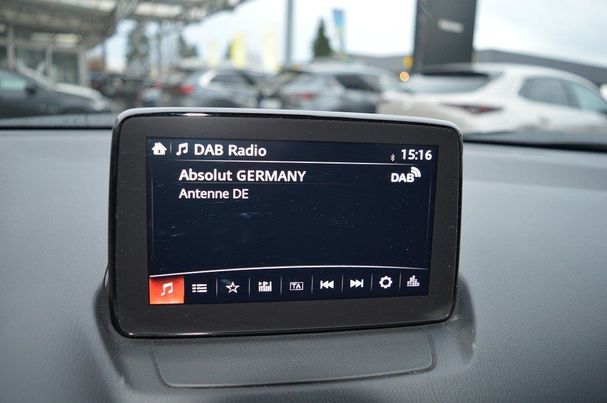 DAB Radio 15:16
Absolut GERMANY DAB
Antenne DE
TA